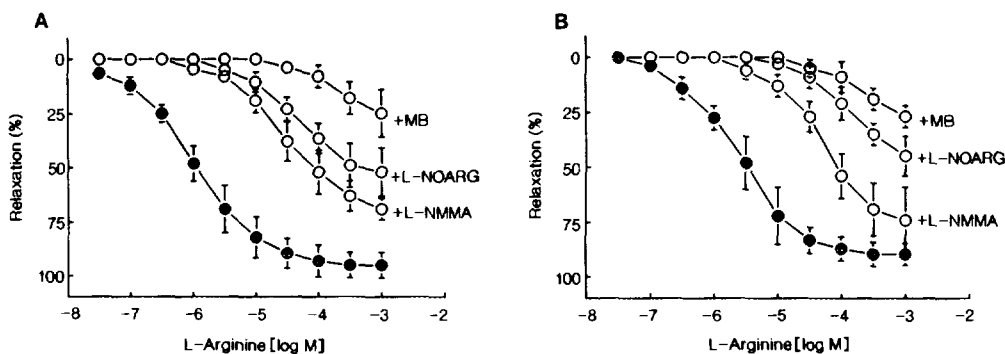 A
0
25
50
75
100
Relaxation (%)
+MB
+L-NOARG
+L-NMMA
-8 -7 -6 -5 -4 -3 -2
L-Arginine [log M]
B
0
25
50
75
100
Relaxation (%)
+MB
+L-NOARG
+L-NMMA
-8 -7 -6 -5 -4 -3 -2
L-Arginine [log M]